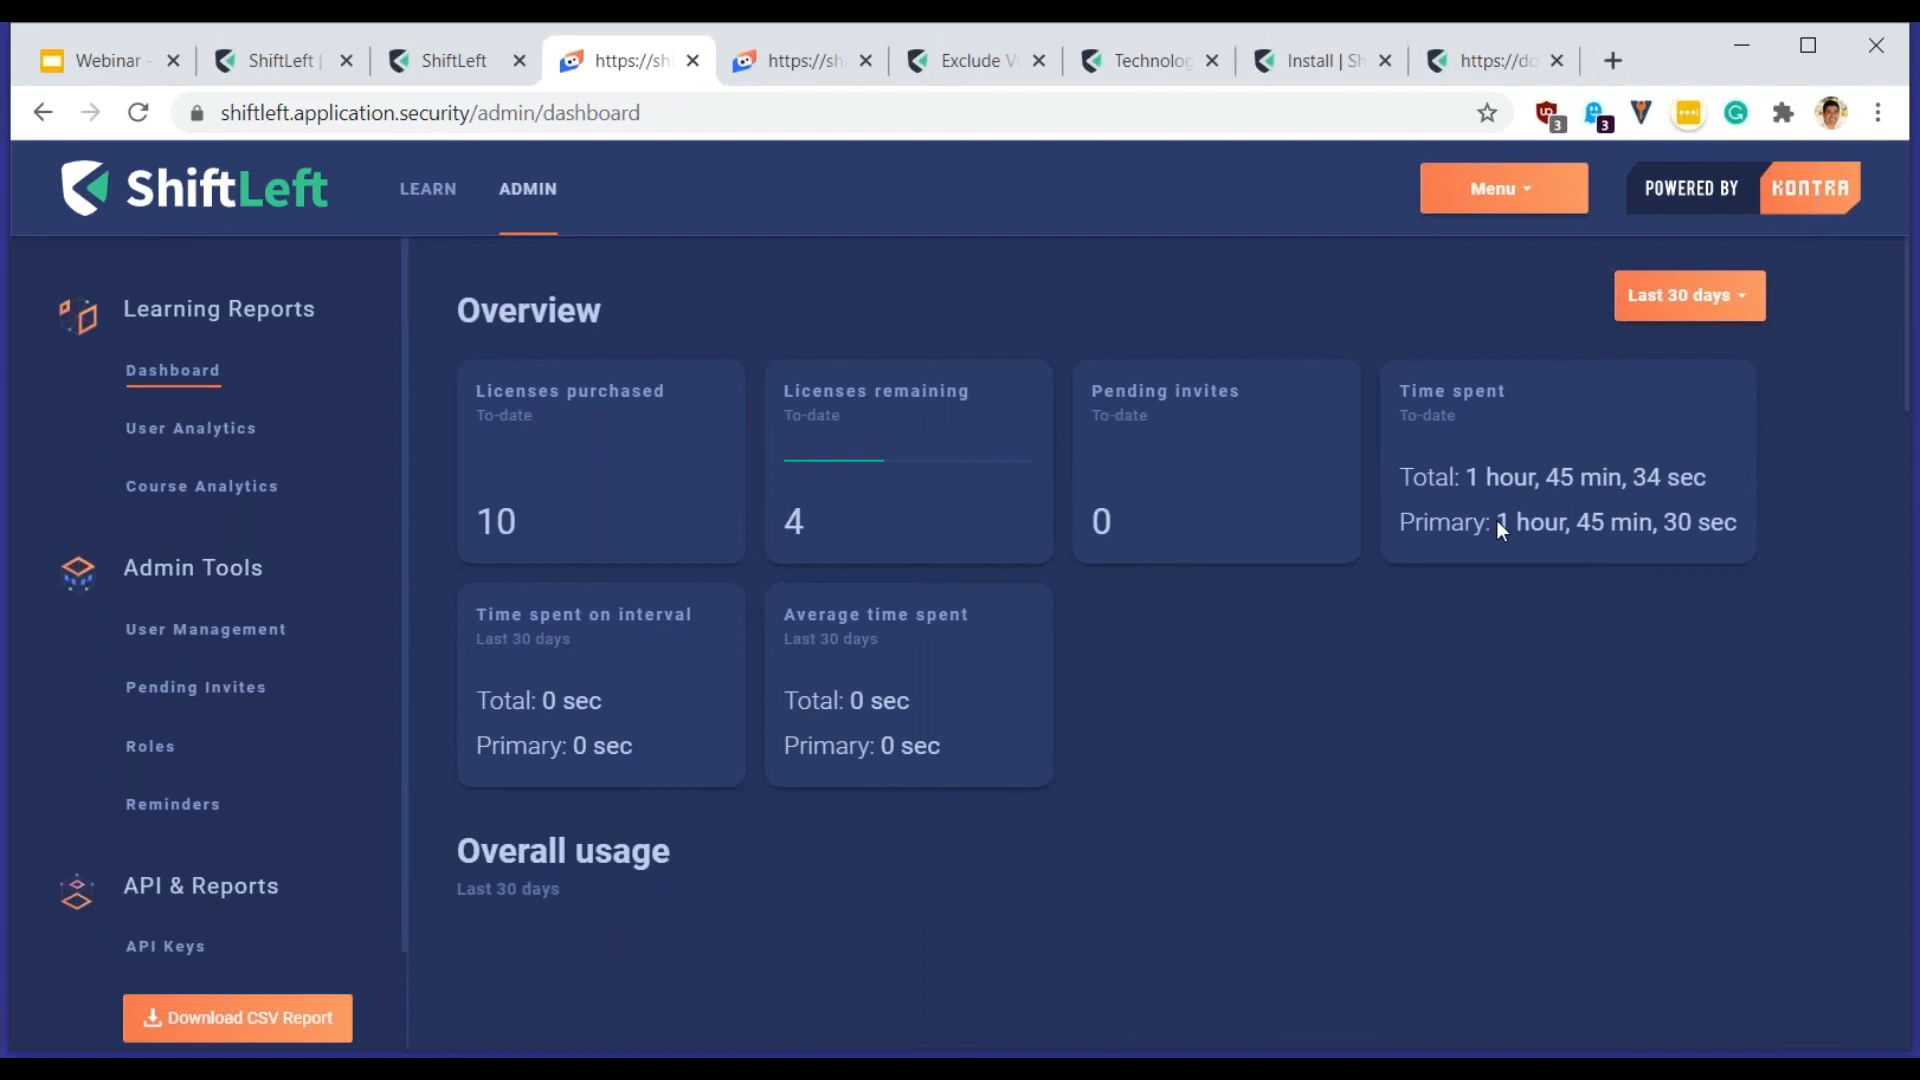 Webinar -
ShiftLeft |
ShiftLeft
https://sh
https://sh
Exclude V
Technolog
Install | Sh
https://do
shiftleft.application.security/admin/dashboard
3
3
ShiftLeft
LEARN
ADMIN
Menu
POWERED BY
KONTRA
Learning Reports
Dashboard
User Analytics
Course Analytics
Admin Tools
User Management
Pending Invites
Roles
Reminders
API & Reports
API Keys
Download CSV Report
Overview
Last 30 days
Licenses purchased
To-date
10
Licenses remaining
To-date
4
Pending invites
To-date
0
Time spent
To-date
Total: 1 hour, 45 min, 34 sec
Primary: 1 hour, 45 min, 30 sec
Time spent on interval
Last 30 days
Total: 0 sec
Primary: 0 sec
Average time spent
Last 30 days
Total: 0 sec
Primary: 0 sec
Overall usage
Last 30 days